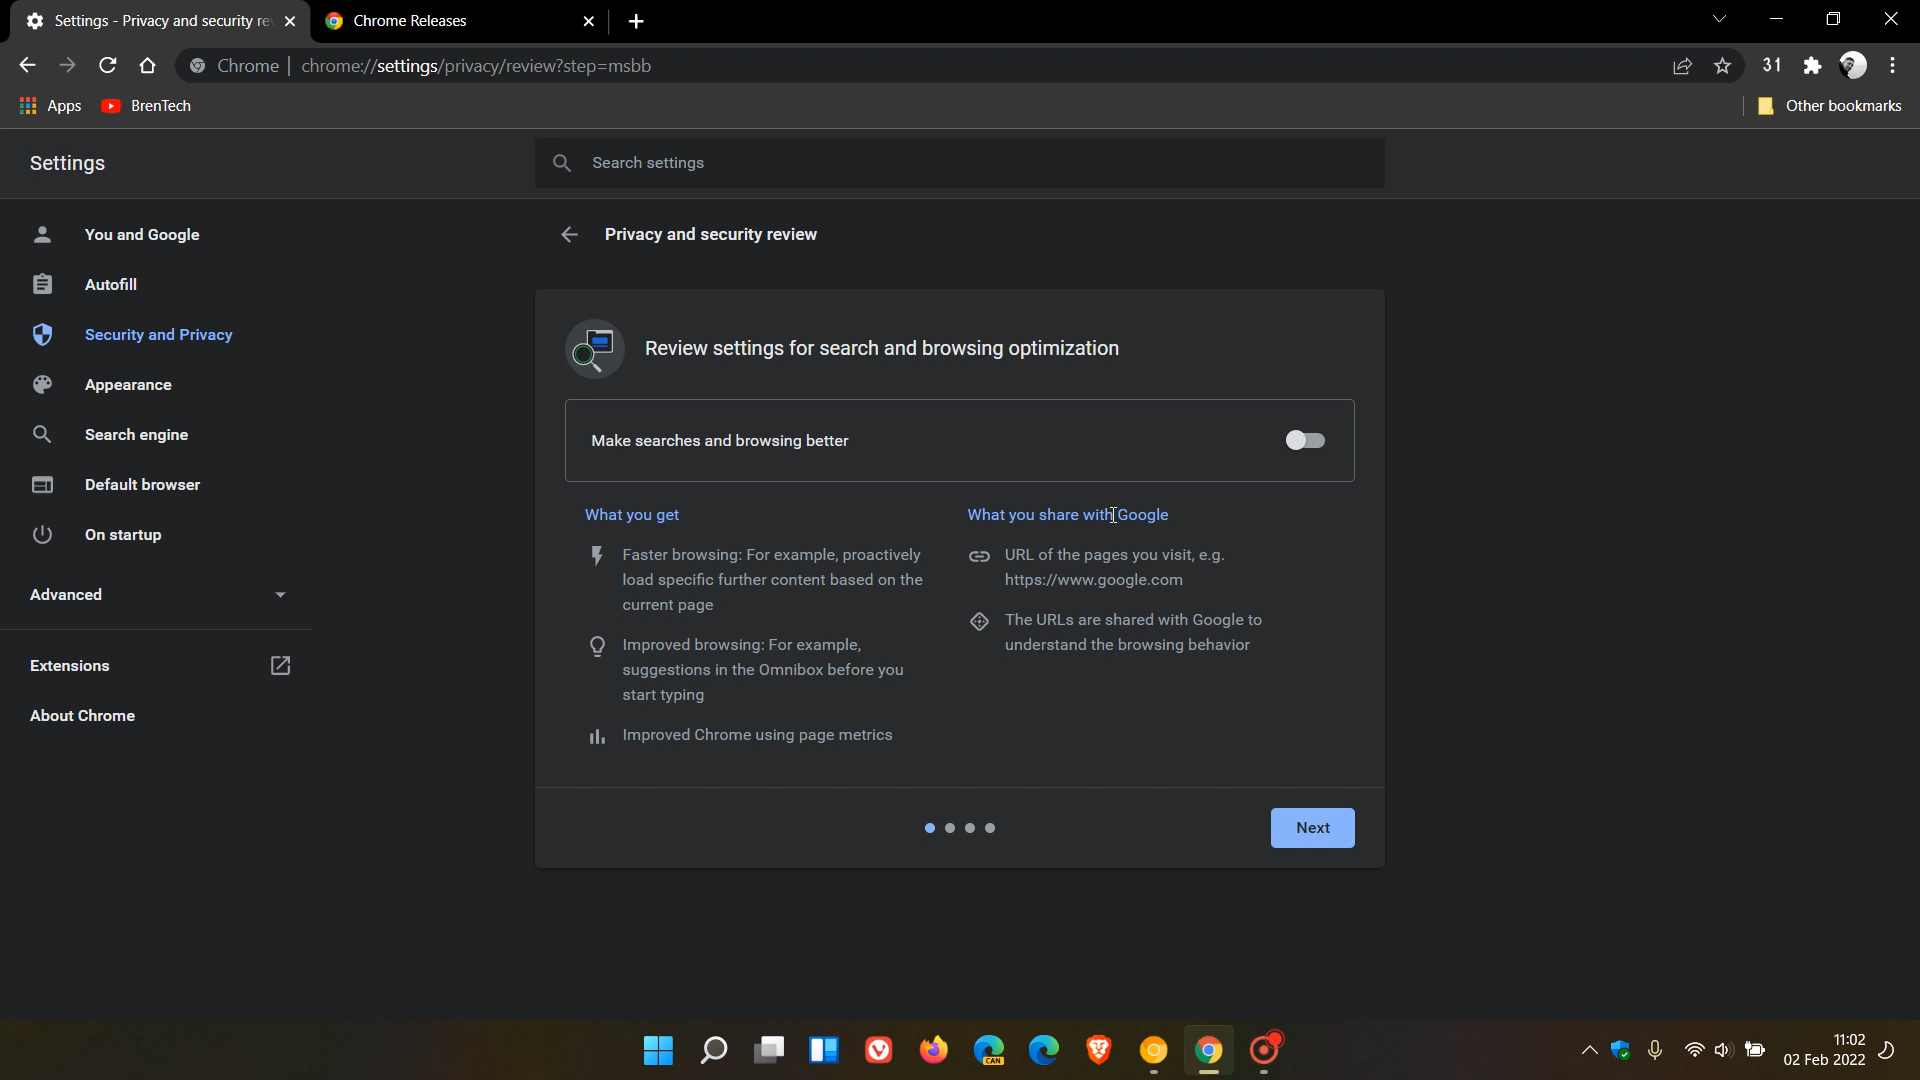 Settings - Privacy and security re
Chrome Releases
Chrome
chrome://settings/privacy/review?step=msbb
31
Apps
BrenTech
Other bookmarks
Settings
Search settings
You and Google
Autofill
Security and Privacy
Appearance
Search engine
Default browser
On startup
Advanced
Extensions
About Chrome
Privacy and security review
Review settings for search and browsing optimization
Make searches and browsing better
What you get
Faster browsing: For example, proactively
load specific further content based on the
current page
Improved browsing: For example,
suggestions in the Omnibox before you
start typing
Improved Chrome using page metrics
What you share with Google
URL of the pages you visit, e.g.
https://www.google.com
The URLs are shared with Google to
understand the browsing behavior
Next
CAN
11:02
02 Feb 2022